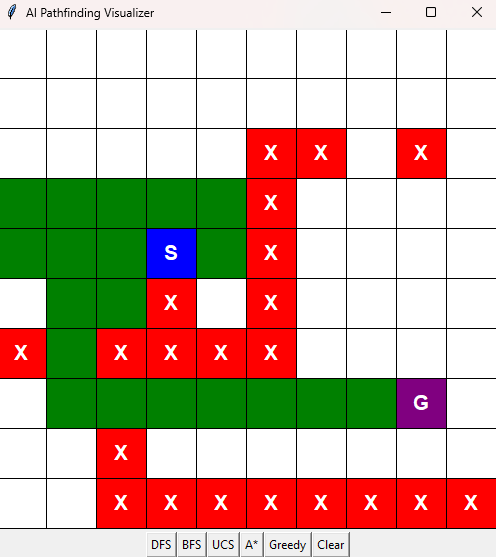 AI Pathfinding Visualizer
X X X
X
S X
X X
X X X X X
G
X
X X X X X X X X
DFS BFS UCS A* Greedy Clear